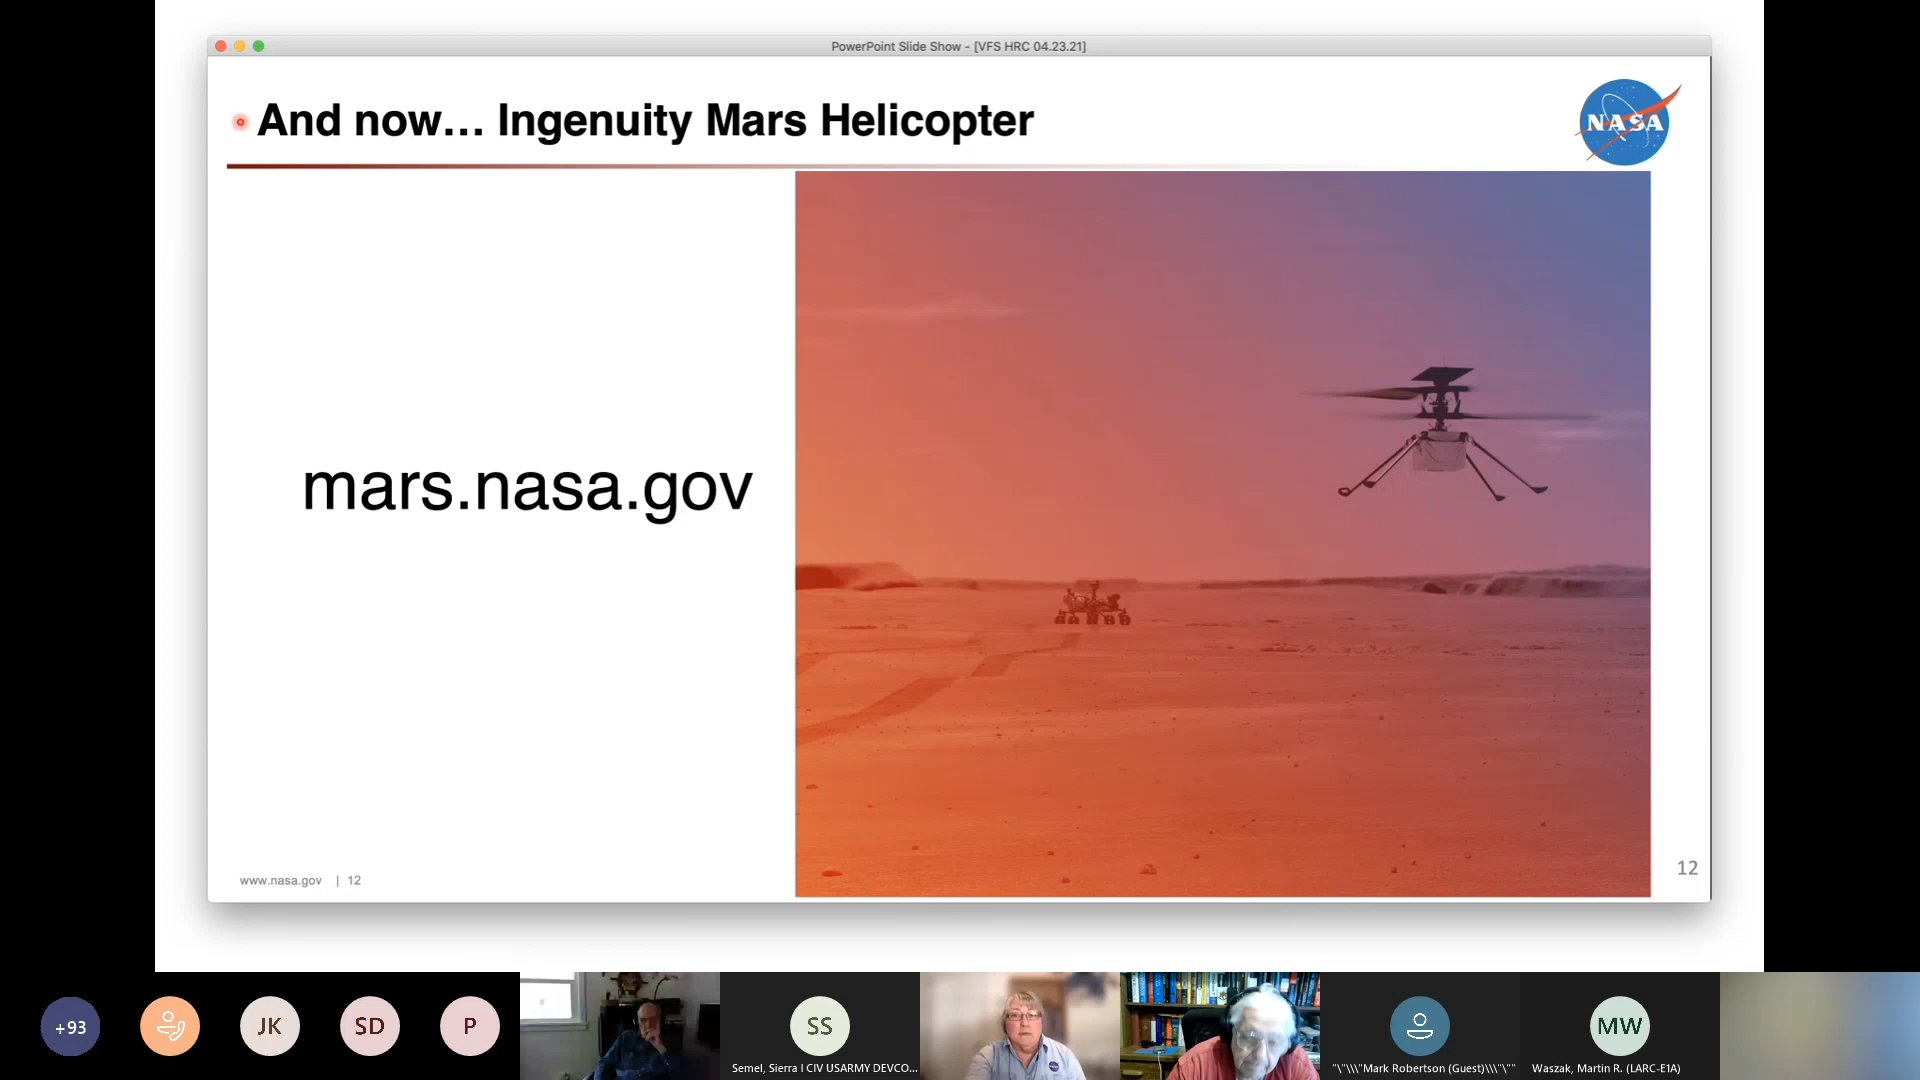 PowerPoint Slide Show - [VFS HRC 04.23.21]
And now... Ingenuity Mars Helicopter
NASA
mars.nasa.gov
www.nasa.gov | 12
12
+93
JK
SD
P
SS
Semel, Sierra I CIV USARMY DEVCO...
"\"\\\"Mark Robertson (Guest)\\\"\""
MW
Waszak, Martin R. (LARC-E1A)